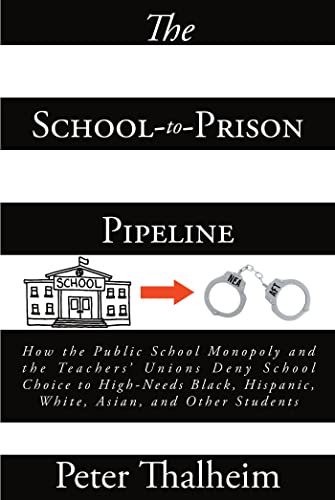 The
School-to-Prison
Pipeline
SCHOOL
NEA
AFT
How the Public School Monopoly and
the Teachers' Unions Deny School
Choice to High-Needs Black, Hispanic,
White, Asian, and Other Students
Peter Thalheim